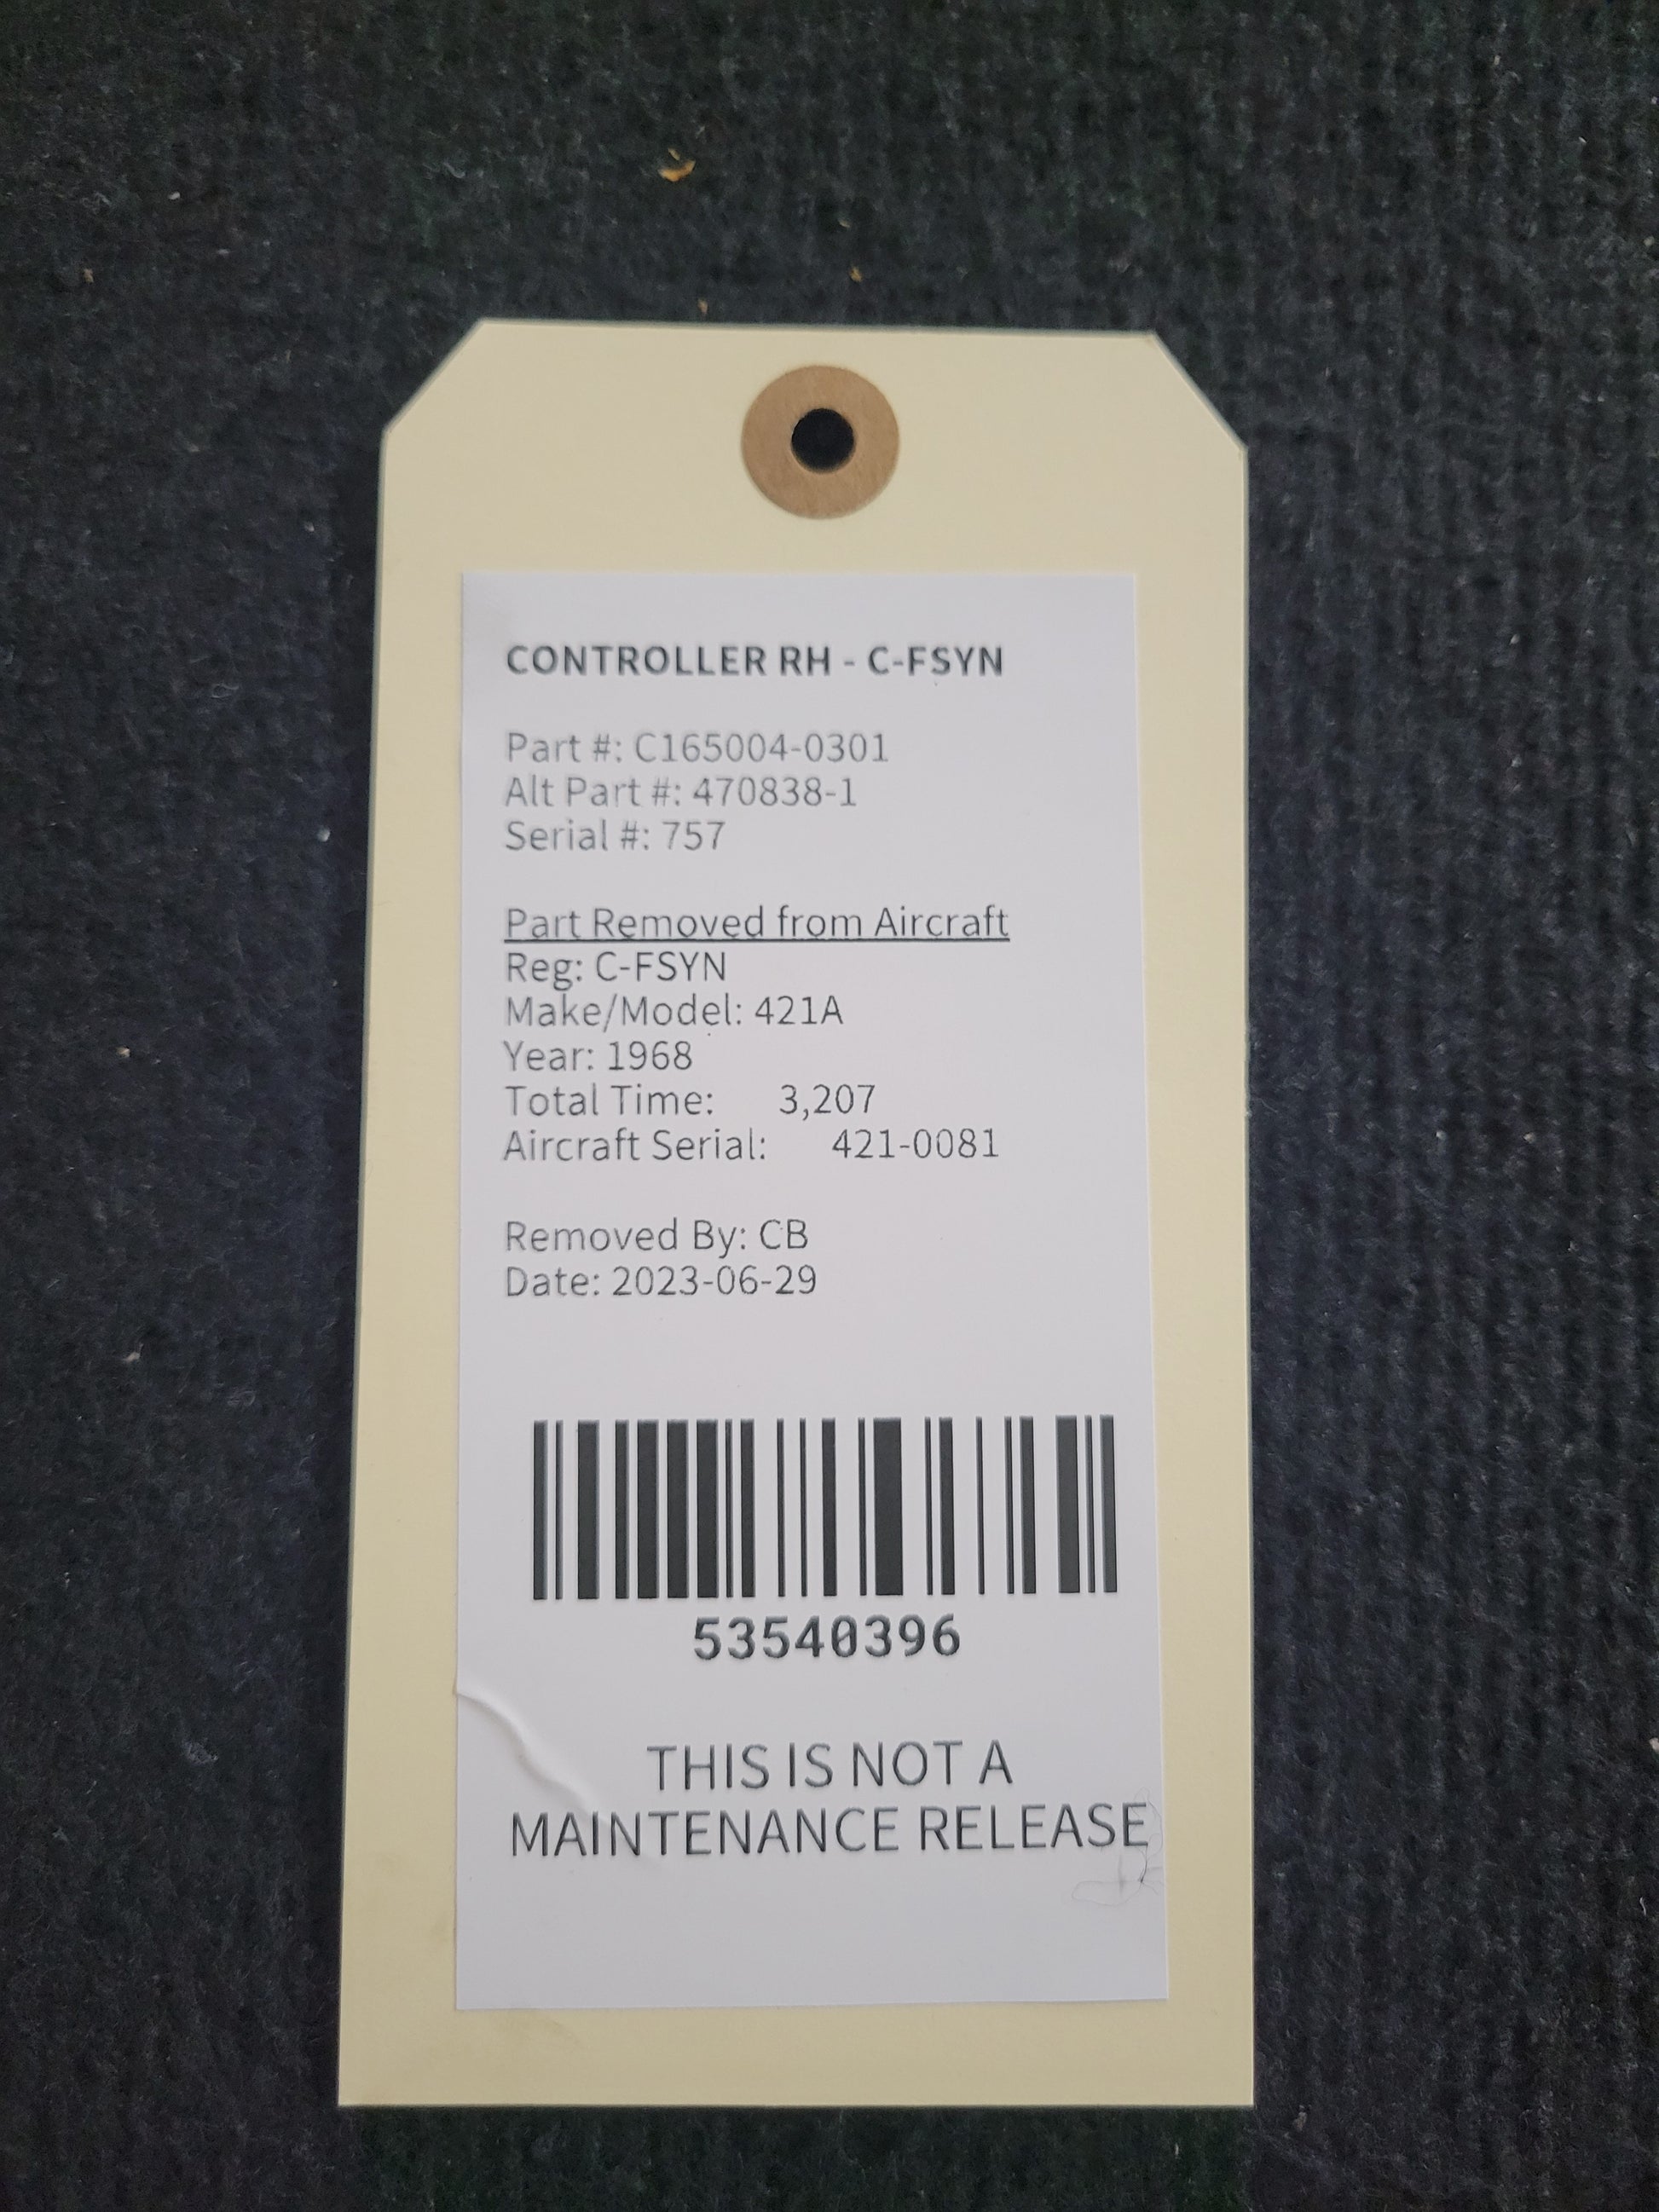 CONTROLLER RH - C-FSYN
Part #: C165004-0301
Alt Part #: 470838-1
Serial #: 757
Part Removed from Aircraft
Reg: C-FSYN
Make/Model: 421A
Year: 1968
Total Time: 3,207
Aircraft Serial: 421-0081
Removed By: CB
Date: 2023-06-29
53540396
THIS IS NOT A
MAINTENANCE RELEASE